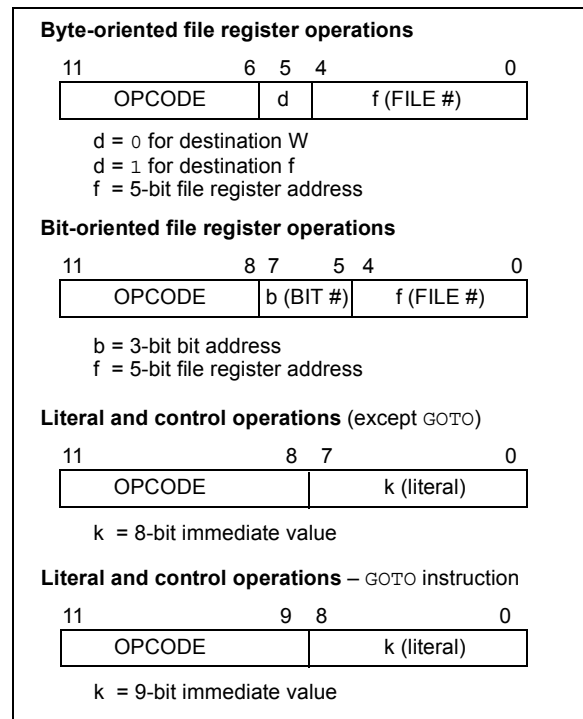 Byte-oriented file register operations
11 6 5 4 0
OPCODE d f (FILE #)
d = 0 for destination W
d = 1 for destination f
f = 5-bit file register address
Bit-oriented file register operations
11 8 7 5 4 0
OPCODE b (BIT #) f (FILE #)
b = 3-bit bit address
f = 5-bit file register address
Literal and control operations (except GOTO)
11 8 7 0
OPCODE k (literal)
k = 8-bit immediate value
Literal and control operations – GOTO instruction
11 9 8 0
OPCODE k (literal)
k = 9-bit immediate value